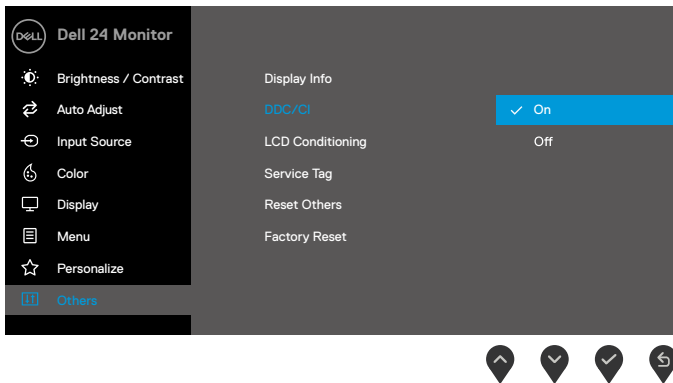 DELL Dell 24 Monitor
Brightness / Contrast Display Info
Auto Adjust DDC/CI On
Input Source LCD Conditioning Off
Color Service Tag
Display Reset Others
Menu Factory Reset
Personalize
Others